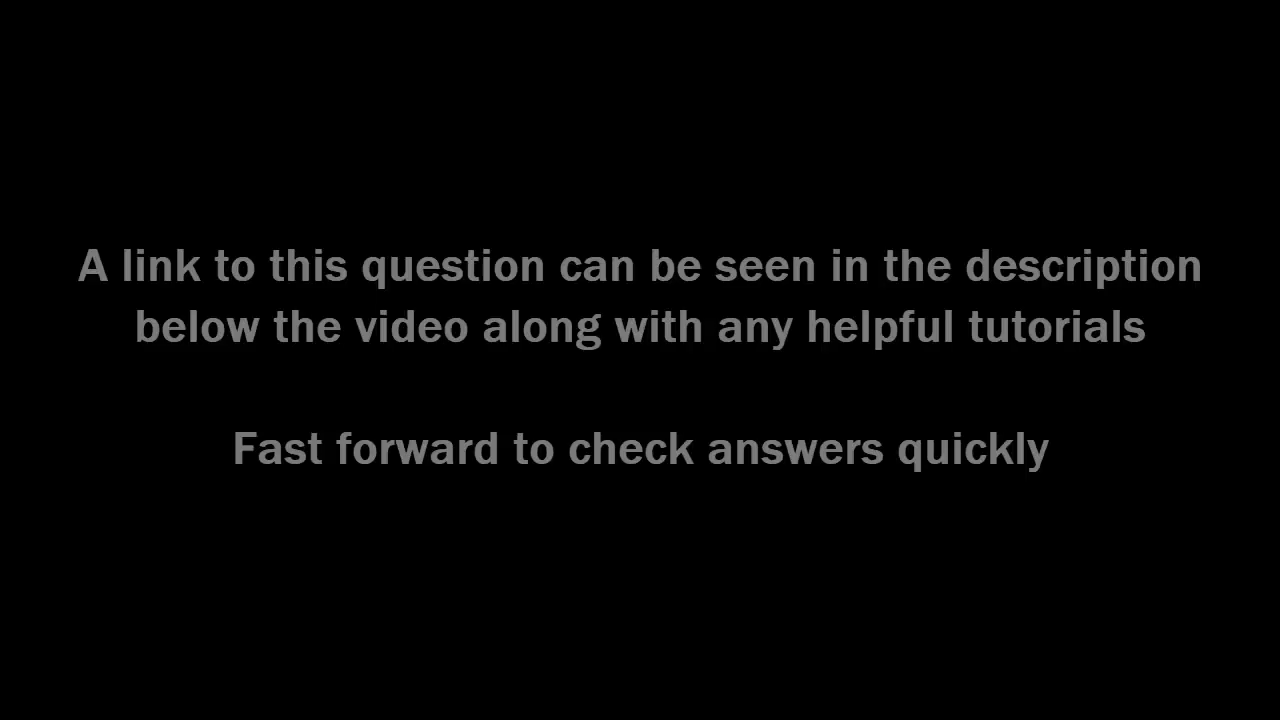 A link to this question can be seen in the description
below the video along with any helpful tutorials
Fast forward to check answers quickly